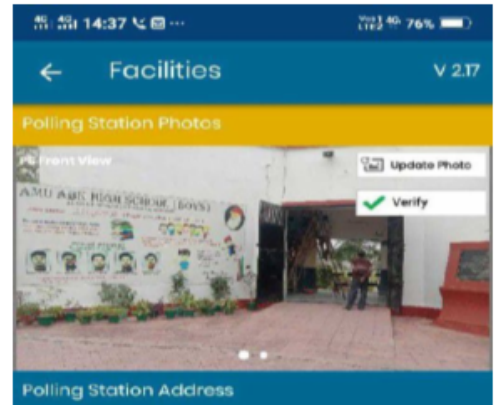 14:37
76%
Facilities
V 2.17
Polling Station Photos
PS Front View
Update Photo
Verify
AMU ABK HIGH SCHOOL (BOYS)
Polling Station Address